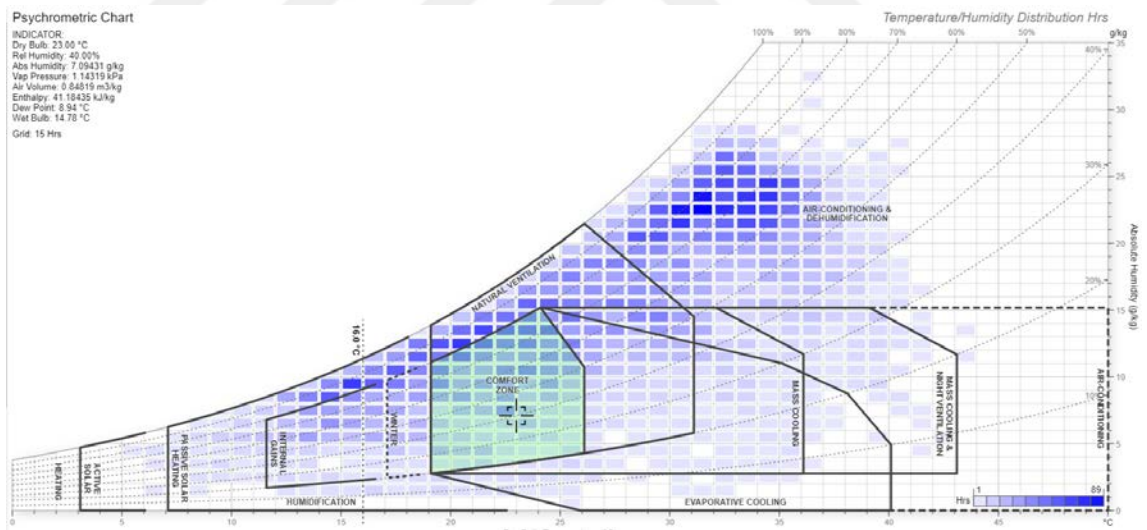 Psychrometric Chart
Temperature/Humidity Distribution Hrs
INDICATOR:
Dry Bulb: 23.00 °C
Rel Humidity: 40.00%
Abs Humidity: 7.09431 g/kg
Vap Pressure: 1.14319 kPa
Air Volume: 0.84819 m3/kg
Enthalpy: 41.18435 kJ/kg
Dew Point: 8.94 °C
Wet Bulb: 14.78 °C
Grid: 15 Hrs
100% 90% 80% 70% 60% 50% 40%
g/kg
35
30
30%
25
AIR-CONDITIONING &
DEHUMIDIFICATION
20
Absolute Humidity (g/kg)
20%
NATURAL VENTILATION
15
16.0 °C
COMFORT
ZONE
10
10%
WINTER
MASS COOLING
MASS COOLING &
NIGHT VENTILATION
AIR-CONDITIONING
INTERNAL
GAINS
PASSIVE SOLAR
HEATING
ACTIVE
SOLAR
HEATING
5
HUMIDIFICATION
EVAPORATIVE COOLING
Hrs 1 89
0
0 5 10 15 20 25 30 35 40 °C